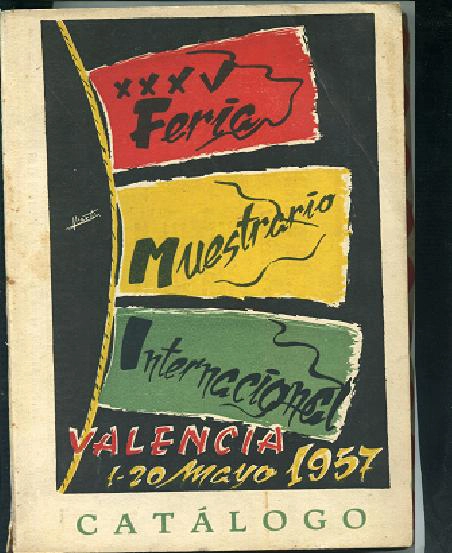 XXXV
Feria
Muestrario
Internacional
VALENCIA
1-20 Mayo 1957
CATÁLOGO